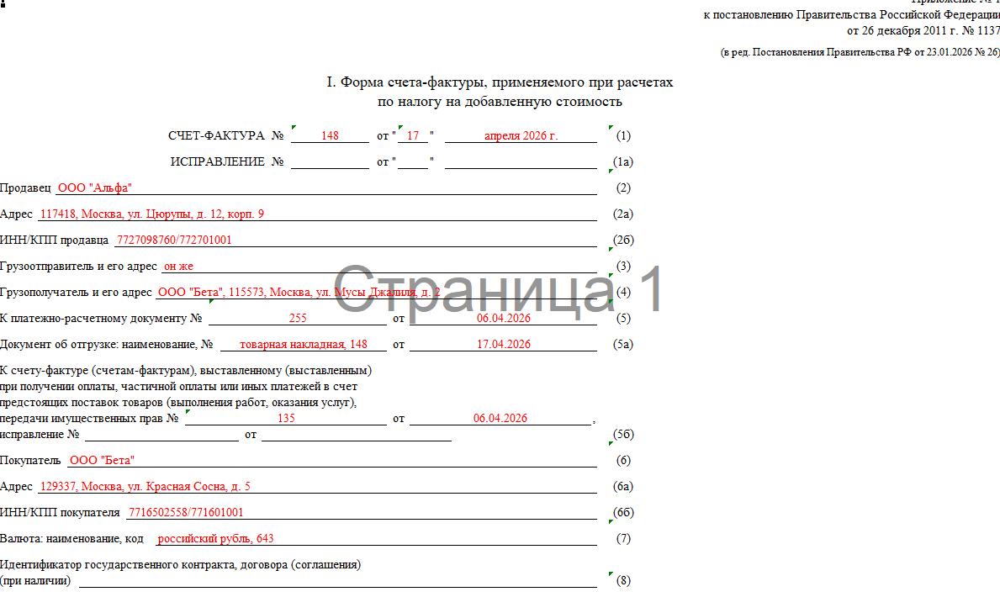 Приложение № 1
к постановлению Правительства Российской Федерации
от 26 декабря 2011 г. № 1137
(в ред. Постановления Правительства РФ от 23.01.2026 № 26)
I. Форма счета-фактуры, применяемого при расчетах
по налогу на добавленную стоимость
СЧЕТ-ФАКТУРА № 148 от " 17 " апреля 2026 г. (1)
ИСПРАВЛЕНИЕ № от " " (1а)
Продавец ООО "Альфа" (2)
Адрес 117418, Москва, ул. Цюрупы, д. 12, корп. 9 (2а)
ИНН/КПП продавца 7727098760/772701001 (2б)
Грузоотправитель и его адрес он же (3)
Страница 1
Грузополучатель и его адрес ООО "Бета", 115573, Москва, ул. Мусы Джалиля, д. 2 (4)
К платежно-расчетному документу № 255 от 06.04.2026 (5)
Документ об отгрузке: наименование, № товарная накладная, 148 от 17.04.2026 (5а)
К счету-фактуре (счетам-фактурам), выставленному (выставленным)
при получении оплаты, частичной оплаты или иных платежей в счет
предстоящих поставок товаров (выполнения работ, оказания услуг),
передачи имущественных прав № 135 от 06.04.2026 ,
исправление № от (5б)
Покупатель ООО "Бета" (6)
Адрес 129337, Москва, ул. Красная Сосна, д. 5 (6а)
ИНН/КПП покупателя 7716502558/771601001 (6б)
Валюта: наименование, код российский рубль, 643 (7)
Идентификатор государственного контракта, договора (соглашения)
(при наличии) (8)